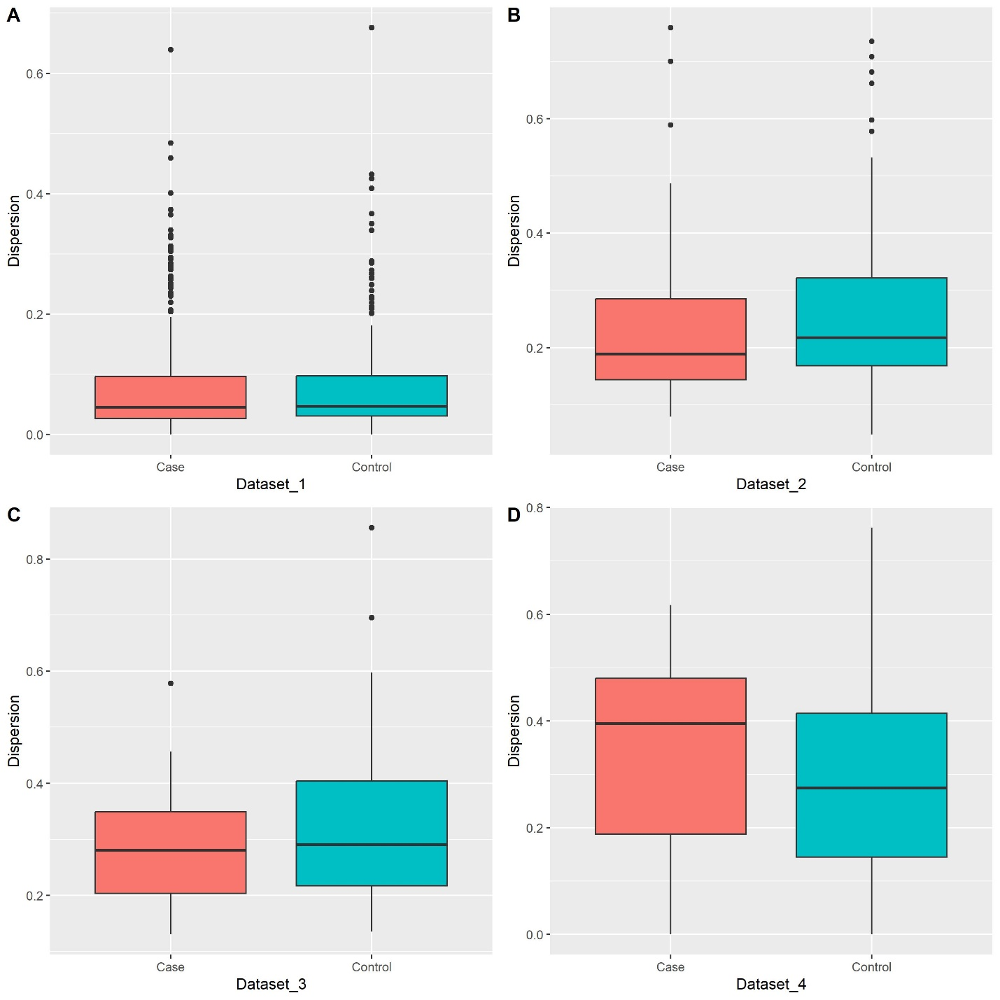 A
Dispersion
0.6
0.4
0.2
0.0
Case Control
Dataset_1
B
Dispersion
0.6
0.4
0.2
Case Control
Dataset_2
C
Dispersion
0.8
0.6
0.4
0.2
Case Control
Dataset_3
D
Dispersion
0.8
0.6
0.4
0.2
0.0
Case Control
Dataset_4